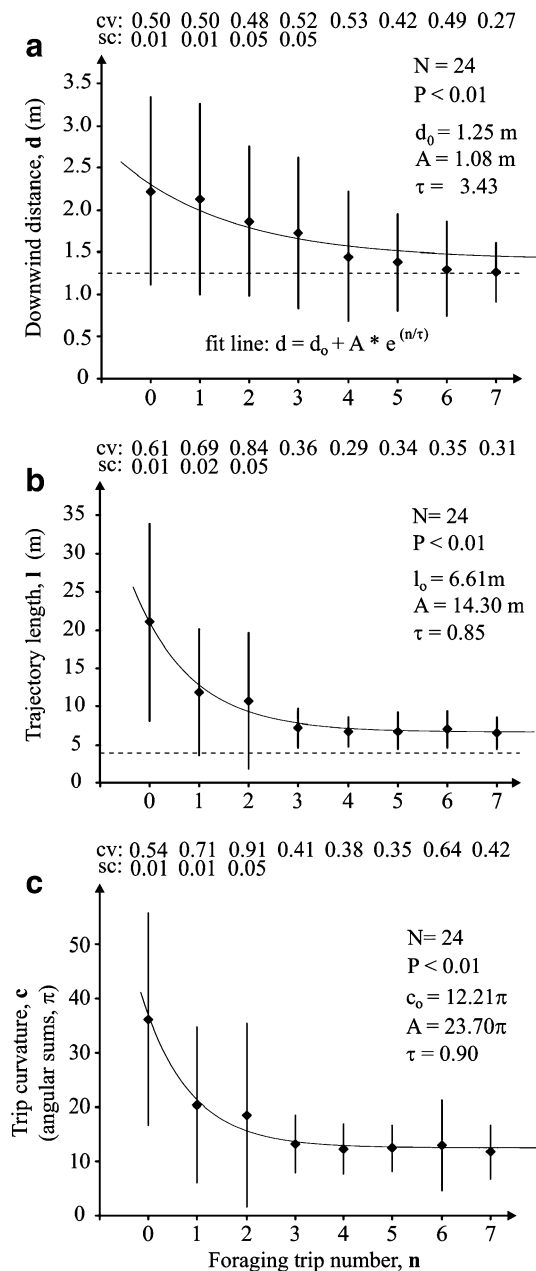 cv: 0.50 0.50 0.48 0.52 0.53 0.42 0.49 0.27
sc: 0.01 0.01 0.05 0.05
a
Downwind distance, d (m)
3.5
3.0
2.5
2.0
1.5
1.0
0.5
0
N = 24
P < 0.01
d0 = 1.25 m
A = 1.08 m
τ = 3.43
fit line: d = do + A * e (n/τ)
0 1 2 3 4 5 6 7
cv: 0.61 0.69 0.84 0.36 0.29 0.34 0.35 0.31
sc: 0.01 0.02 0.05
b
Trajectory length, l (m)
35
30
25
20
15
10
5
0
N= 24
P < 0.01
lo = 6.61m
A = 14.30 m
τ = 0.85
0 1 2 3 4 5 6 7
cv: 0.54 0.71 0.91 0.41 0.38 0.35 0.64 0.42
sc: 0.01 0.01 0.05
c
Trip curvature, c
(angular sums, π)
50
40
30
20
10
0
N= 24
P < 0.01
co = 12.21π
A = 23.70π
τ = 0.90
0 1 2 3 4 5 6 7
Foraging trip number, n